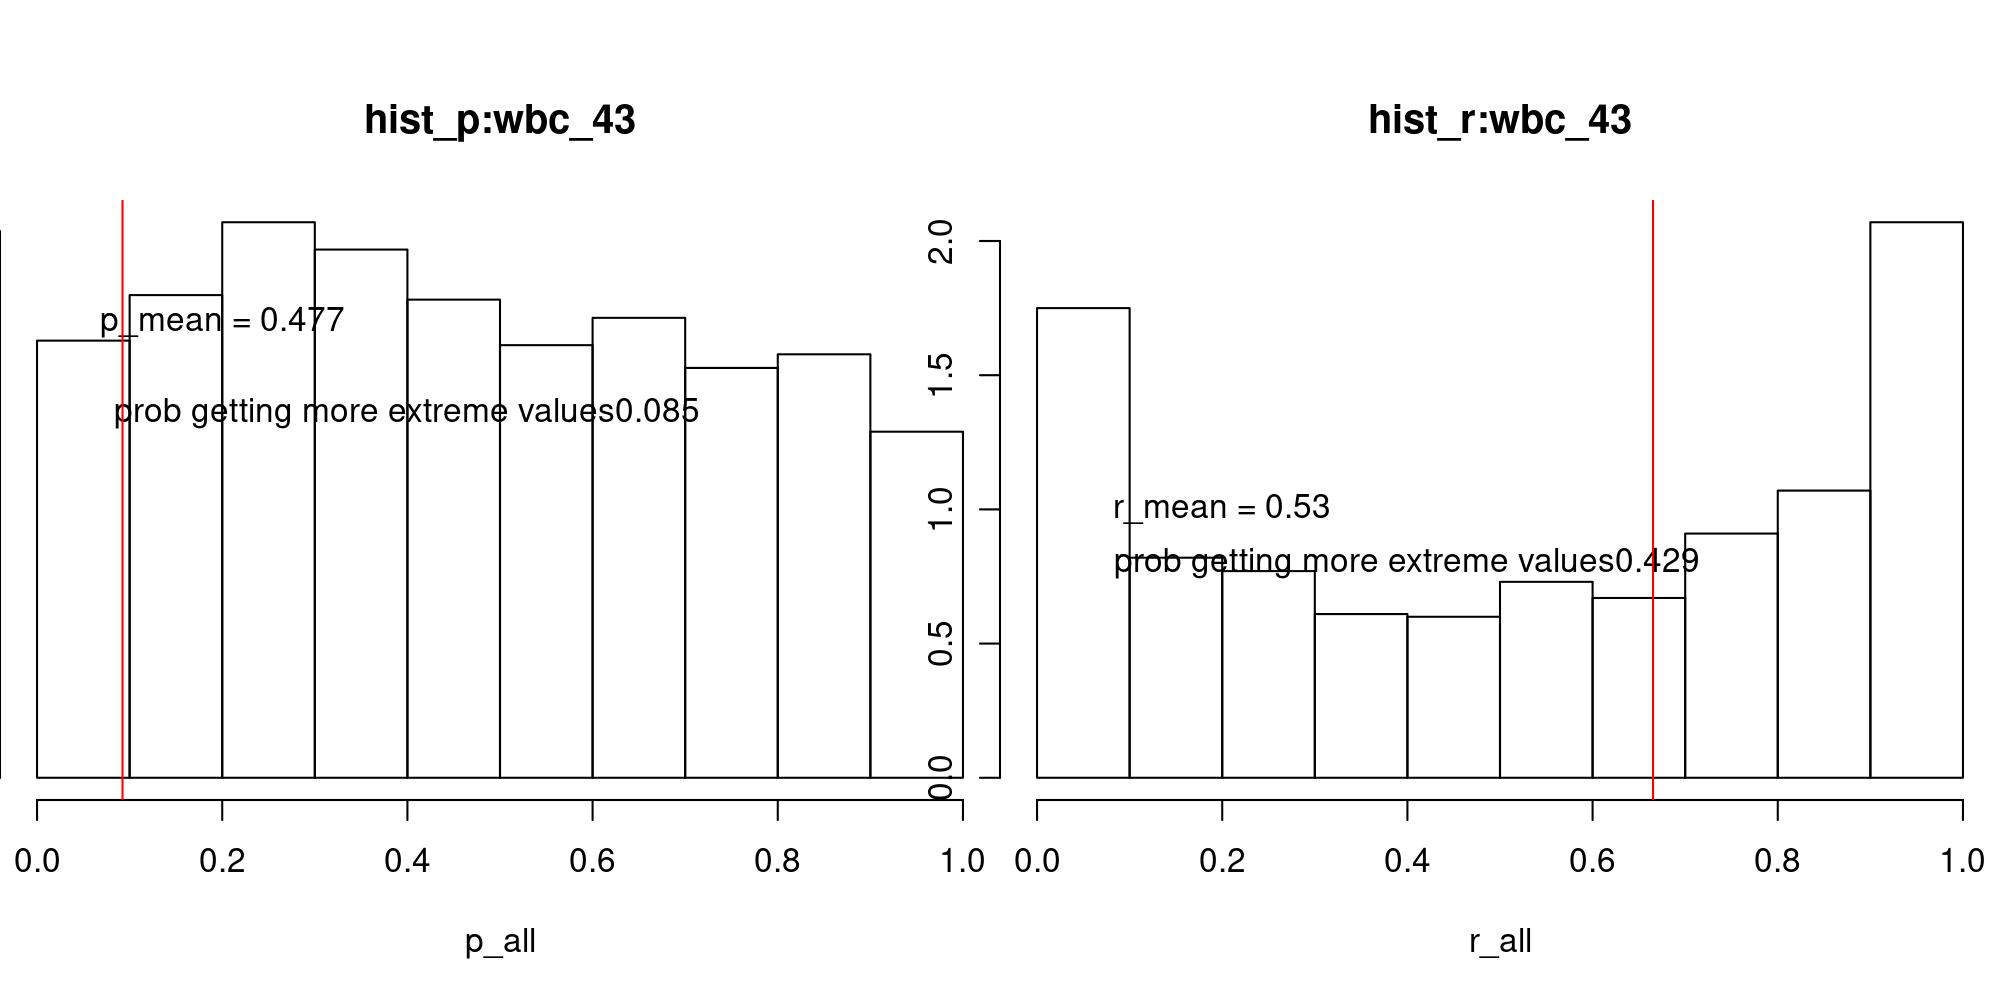 hist_p:wbc_43
p_mean = 0.477
prob getting more extreme values0.085
0.0 0.2 0.4 0.6 0.8 1.0
p_all
hist_r:wbc_43
2.0
1.5
1.0
0.5
0.0
r_mean = 0.53
prob getting more extreme values0.429
0.0 0.2 0.4 0.6 0.8 1.0
r_all